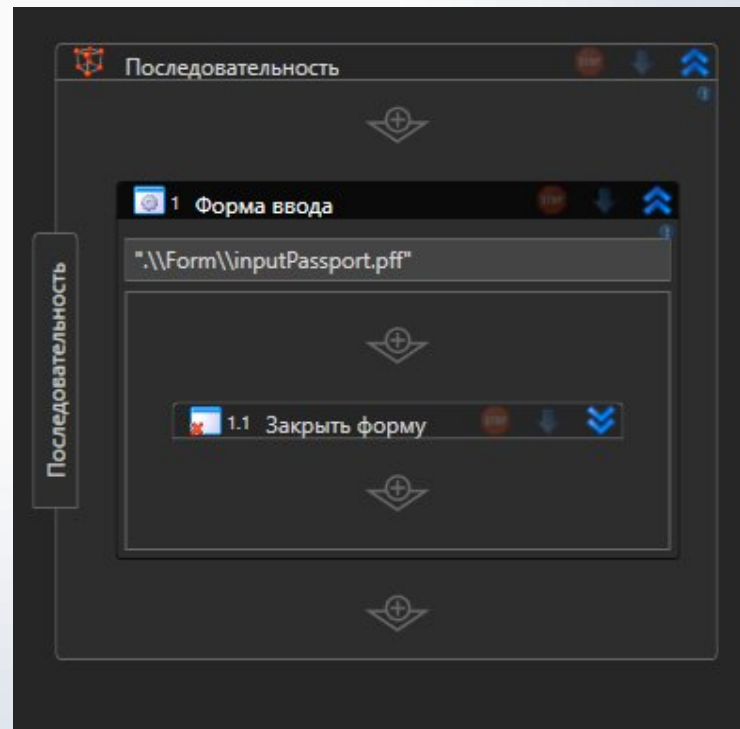 Последовательность
1 Форма ввода
".\\Form\\inputPassport.pff"
Последовательность
1.1 Закрыть форму